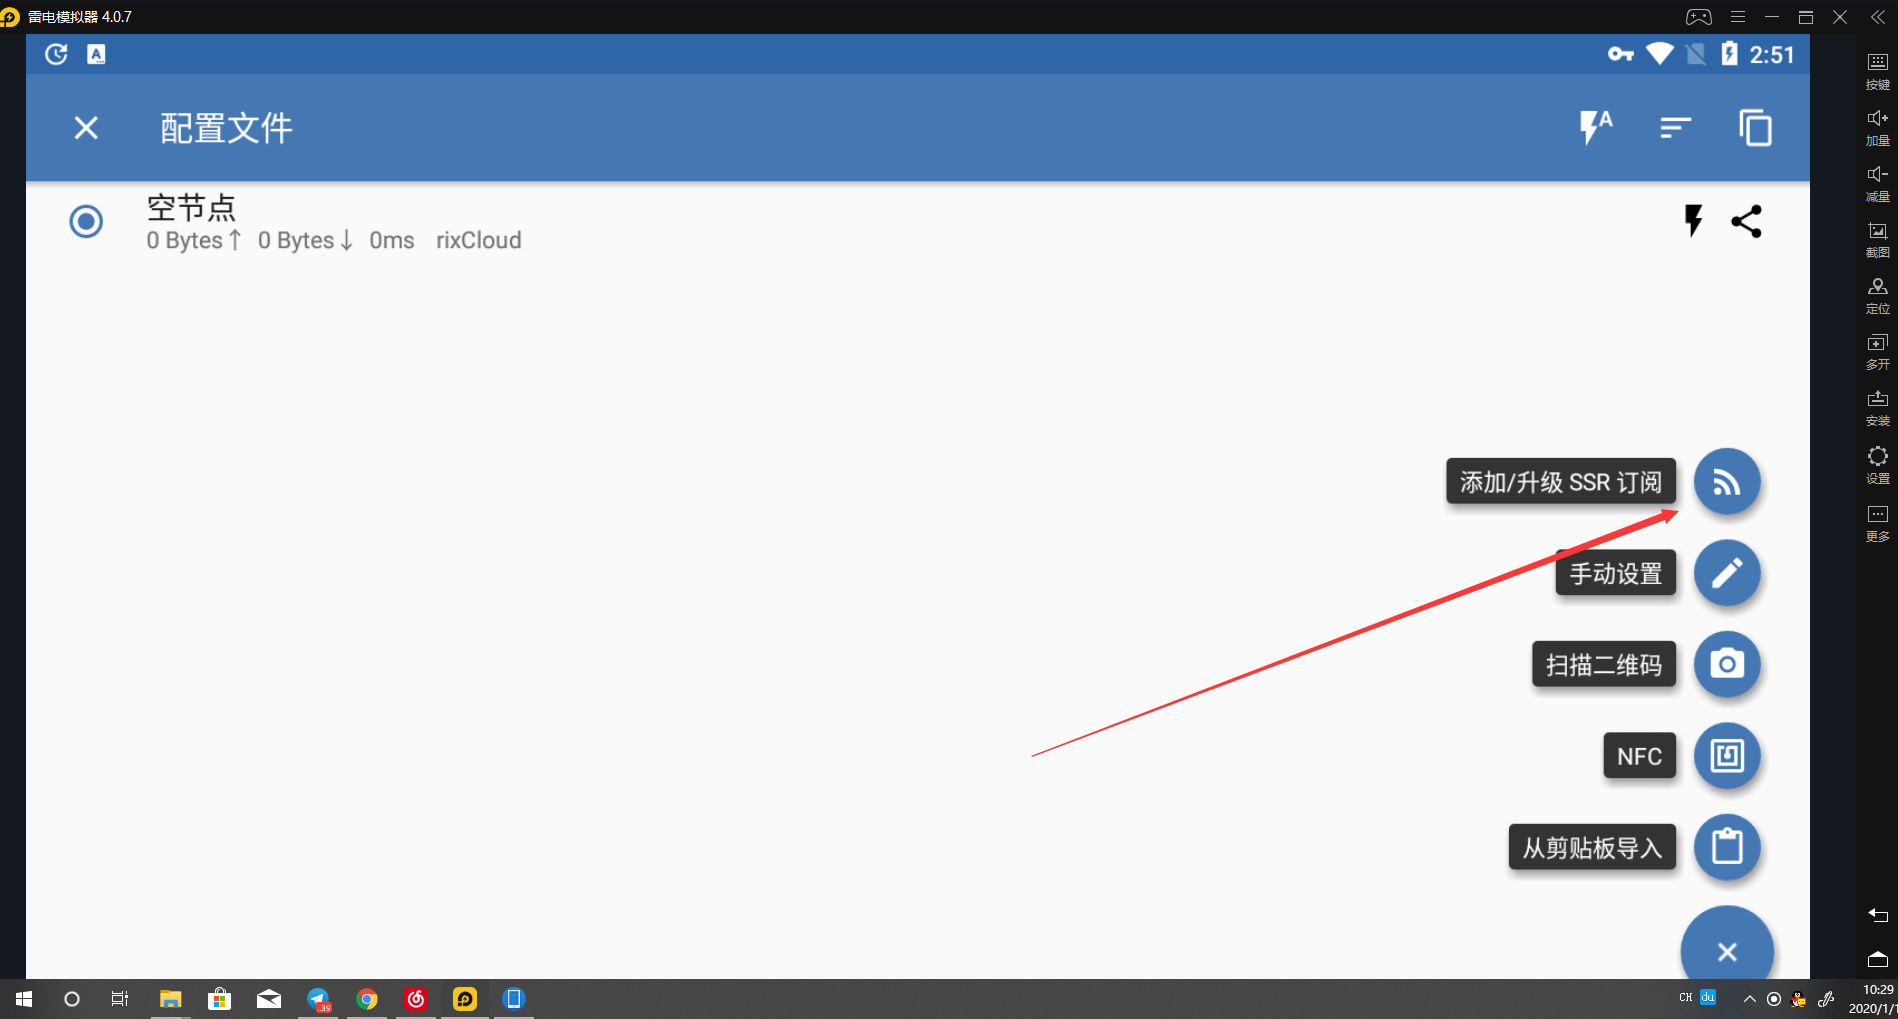 雷电模拟器 4.0.7
2:51
配置文件
A
空节点
0 Bytes↑ 0 Bytes↓ 0ms rixCloud
添加/升级 SSR 订阅
手动设置
扫描二维码
NFC
从剪贴板导入
按键
加量
减量
截图
定位
多开
安装
设置
更多
39
CH du
10:29
2020/1/1